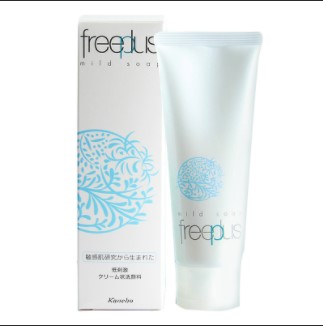 freeplus
mild soap
敏感肌研究から生まれた
低刺激
クリーム状洗顔料
Kanebo
mild soap
freeplus